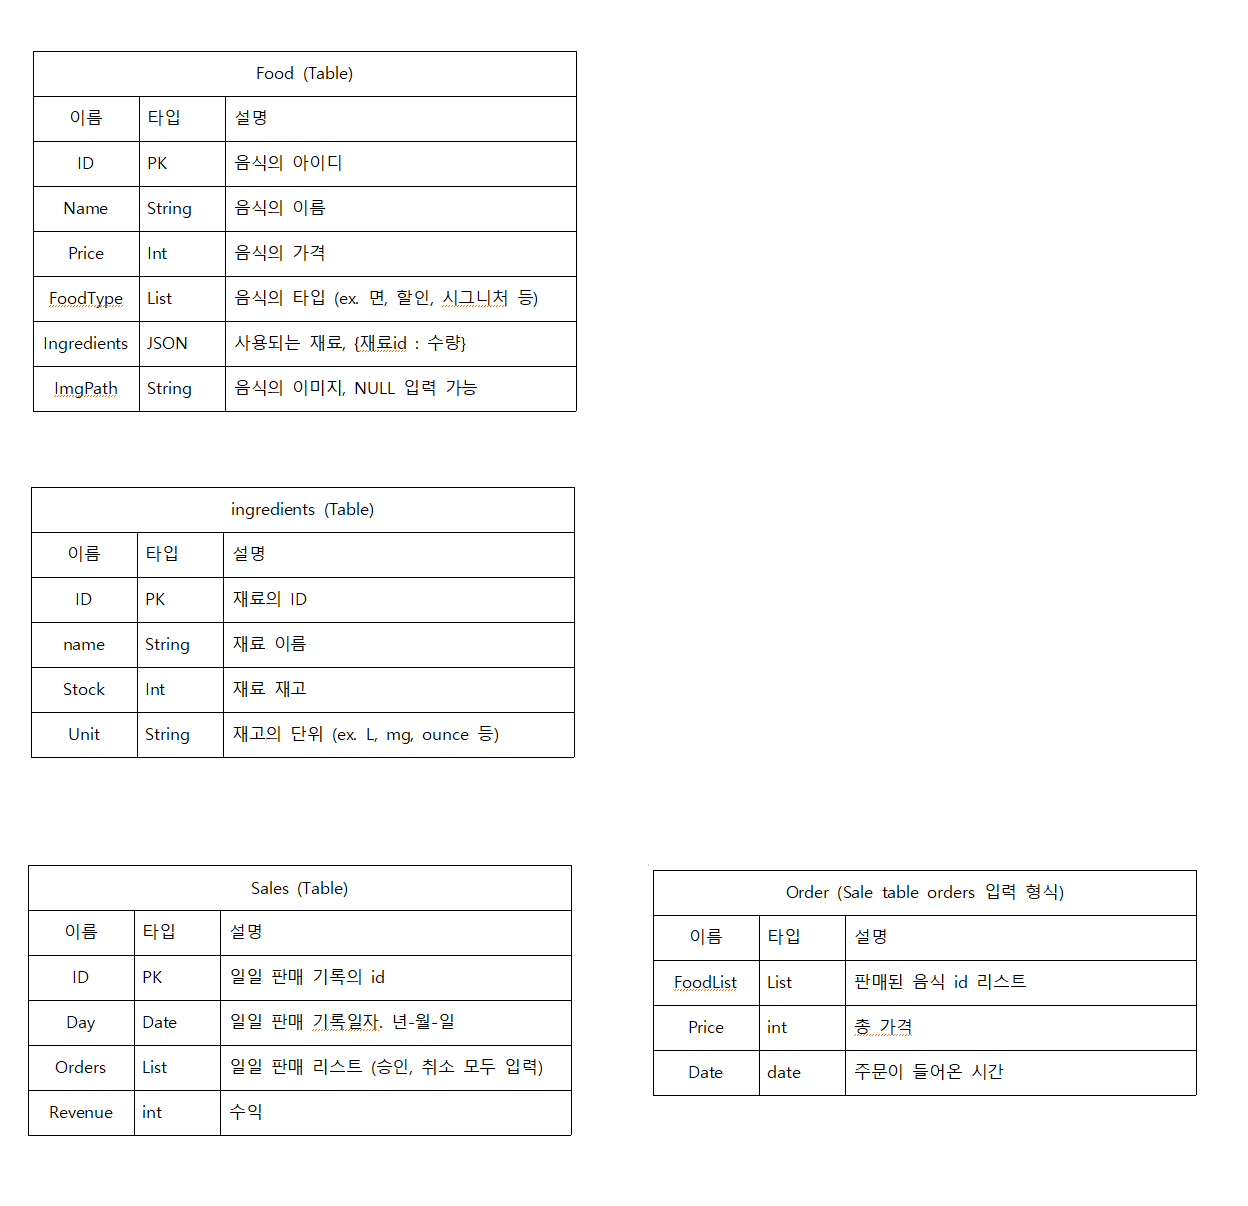 Food (Table)
이름 타입 설명
ID PK 음식의 아이디
Name String 음식의 이름
Price Int 음식의 가격
FoodType List 음식의 타입 (ex. 면, 할인, 시그니처 등)
Ingredients JSON 사용되는 재료, {재료id : 수량}
ImgPath String 음식의 이미지, NULL 입력 가능
ingredients (Table)
이름 타입 설명
ID PK 재료의 ID
name String 재료 이름
Stock Int 재료 재고
Unit String 재고의 단위 (ex. L, mg, ounce 등)
Sales (Table)
이름 타입 설명
ID PK 일일 판매 기록의 id
Day Date 일일 판매 기록일자. 년-월-일
Orders List 일일 판매 리스트 (승인, 취소 모두 입력)
Revenue int 수익
Order (Sale table orders 입력 형식)
이름 타입 설명
FoodList List 판매된 음식 id 리스트
Price int 총 가격
Date date 주문이 들어온 시간